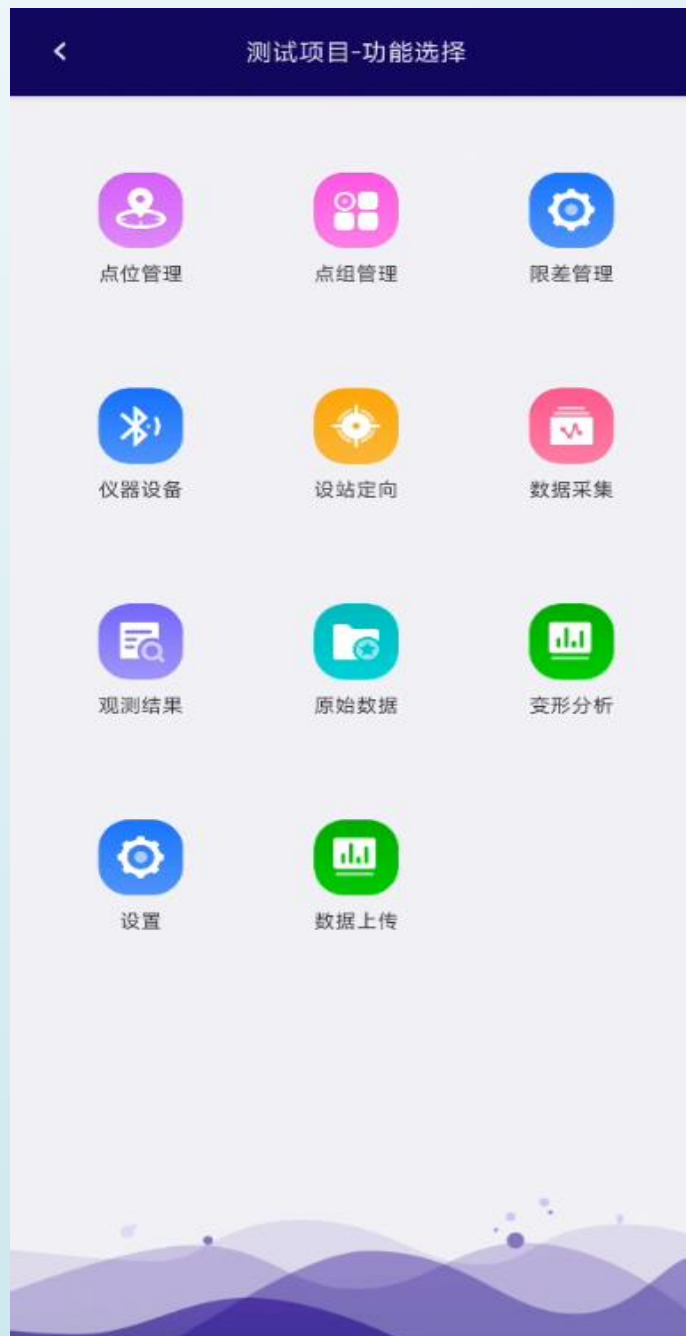 测试项目-功能选择
点位管理
点组管理
限差管理
仪器设备
设站定向
数据采集
观测结果
原始数据
变形分析
设置
数据上传